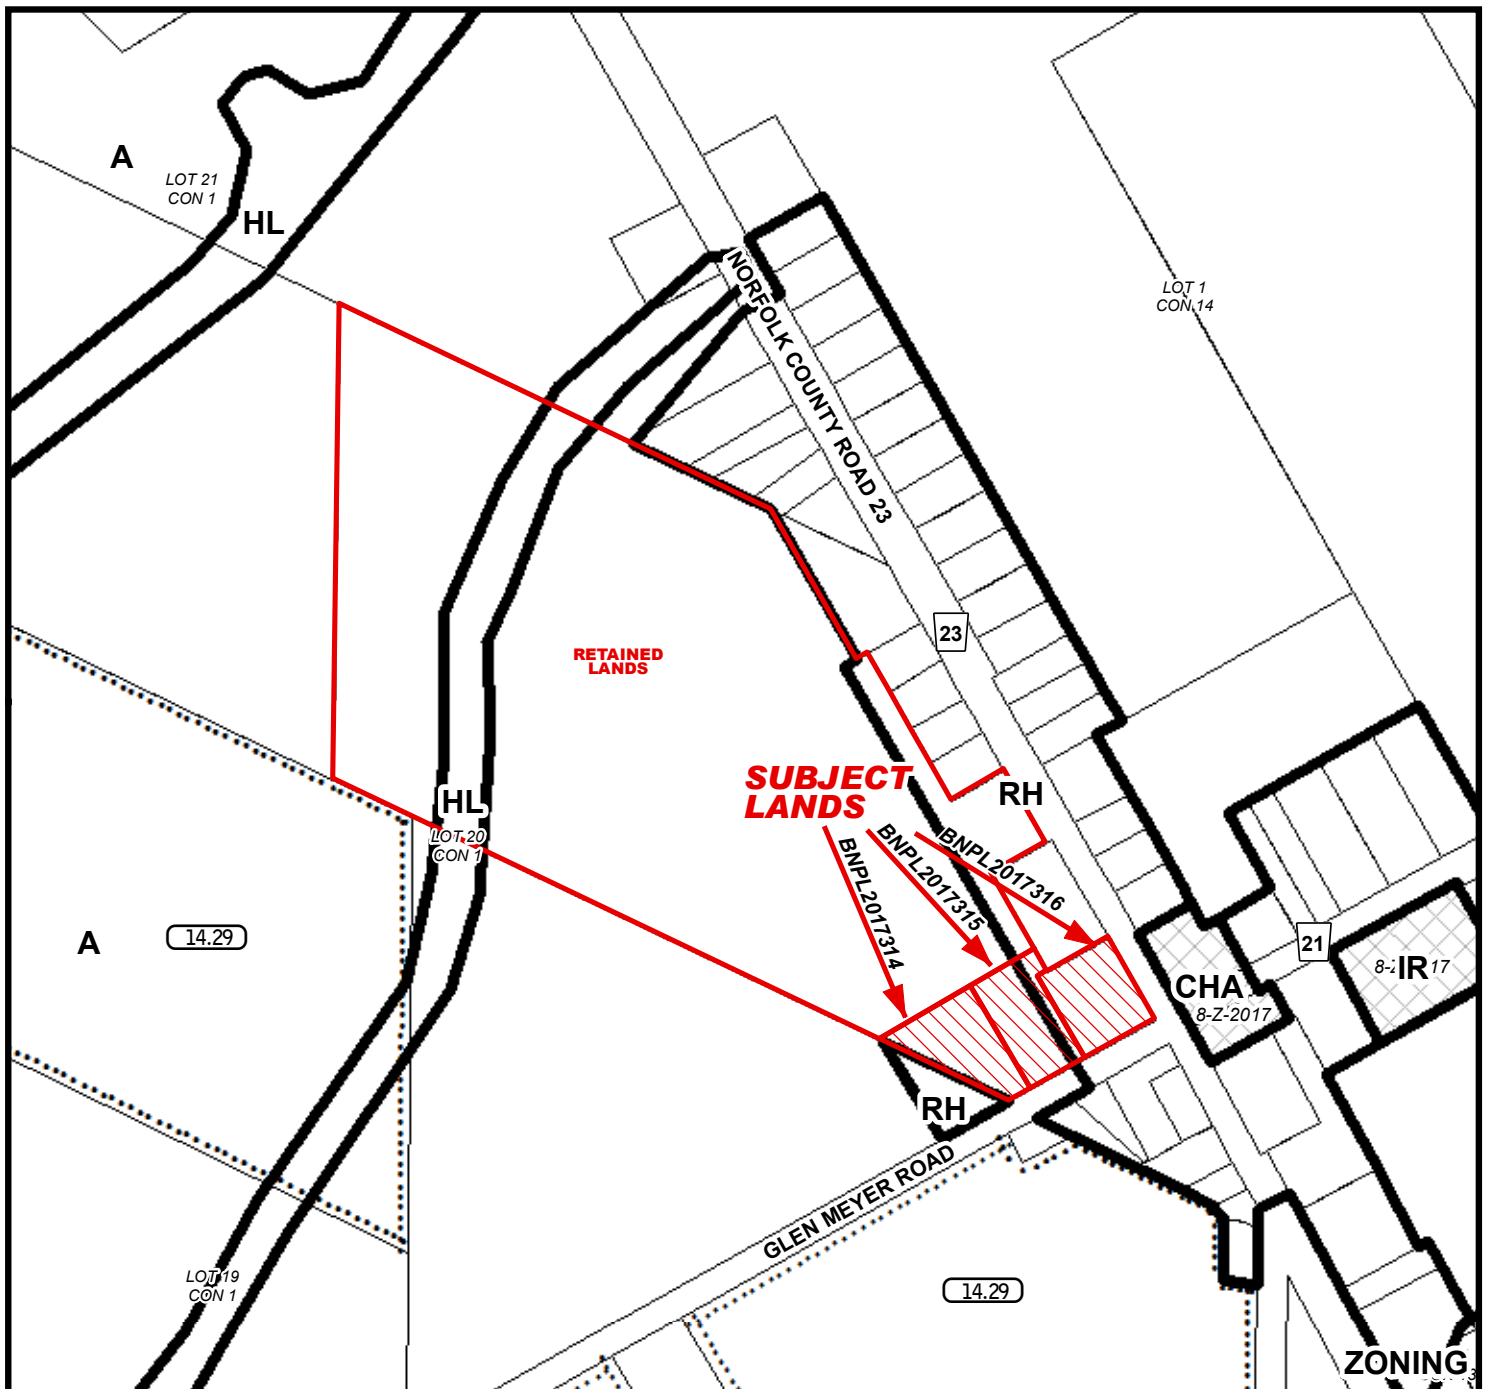 A
LOT 21
CON 1
HL
NORFOLK COUNTY ROAD 23
LOT 1
CON 14
23
RETAINED
LANDS
SUBJECT
LANDS
RH
BNPL2017314
BNPL2017315
BNPL2017316
HL
LOT 20
CON 1
A
14.29
21
CHA
8-Z-2017
IR
17
RH
GLEN MEYER ROAD
LOT 19
CON 1
14.29
ZONING